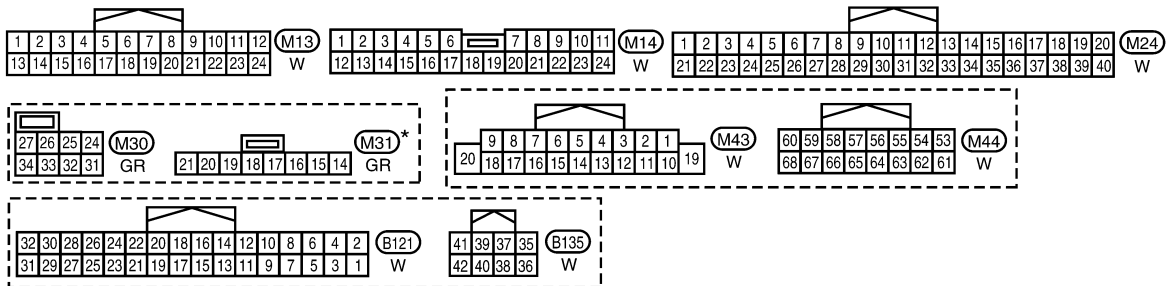 1 2 3 4 5 6 7 8 9 10 11 12
13 14 15 16 17 18 19 20 21 22 23 24
M13
W
1 2 3 4 5 6 7 8 9 10 11
12 13 14 15 16 17 18 19 20 21 22 23 24
M14
W
1 2 3 4 5 6 7 8 9 10 11 12 13 14 15 16 17 18 19 20
21 22 23 24 25 26 27 28 29 30 31 32 33 34 35 36 37 38 39 40
M24
W
27 26 25 24
34 33 32 31
M30
GR
21 20 19 18 17 16 15 14
M31 *
GR
9 8 7 6 5 4 3 2 1
20 18 17 16 15 14 13 12 11 10 19
M43
W
60 59 58 57 56 55 54 53
68 67 66 65 64 63 62 61
M44
W
32 30 28 26 24 22 20 18 16 14 12 10 8 6 4 2
31 29 27 25 23 21 19 17 15 13 11 9 7 5 3 1
B121
W
41 39 37 35
42 40 38 36
B135
W